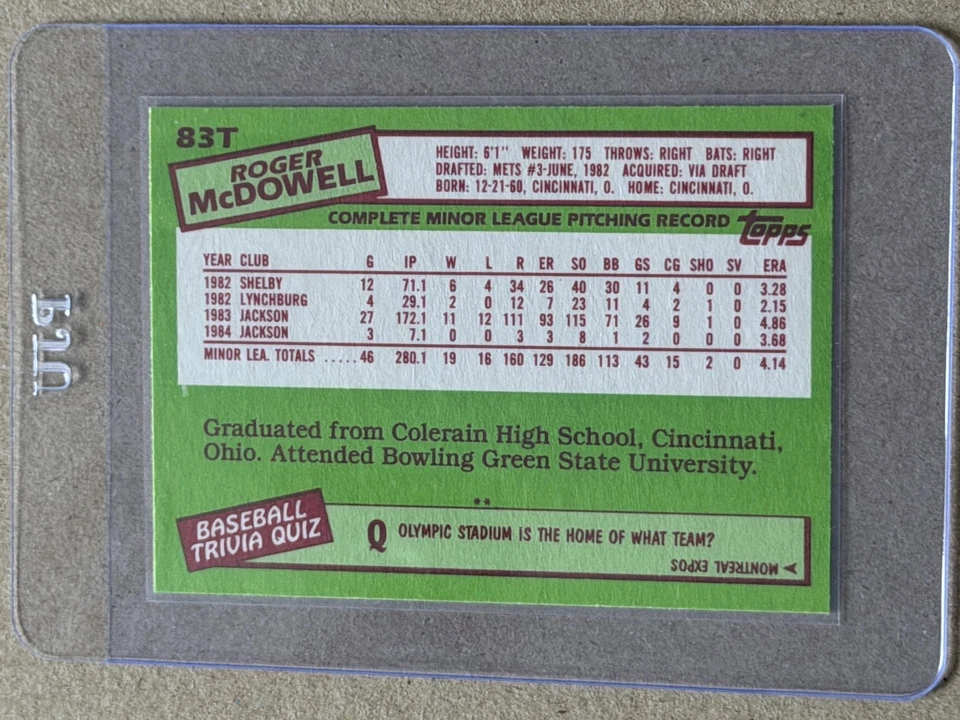 83T
ROGER
McDOWELL
HEIGHT: 6'1" WEIGHT: 175 THROWS: RIGHT BATS: RIGHT
DRAFTED: METS #3-JUNE, 1982 ACQUIRED: VIA DRAFT
BORN: 12-21-60, CINCINNATI, O. HOME: CINCINNATI, O.
COMPLETE MINOR LEAGUE PITCHING RECORD topps
YEAR CLUB G IP W L R ER SO BB GS CG SHO SV ERA
1982 SHELBY 12 71.1 6 4 34 26 40 30 11 4 0 0 3.28
1982 LYNCHBURG 4 29.1 2 0 12 7 23 11 4 2 1 0 2.15
1983 JACKSON 27 172.1 11 12 111 93 115 71 26 9 1 0 4.86
1984 JACKSON 3 7.1 0 0 3 3 8 1 2 0 0 0 3.68
MINOR LEA. TOTALS .....46 280.1 19 16 160 129 186 113 43 15 2 0 4.14
Graduated from Colerain High School, Cincinnati,
Ohio. Attended Bowling Green State University.
**
BASEBALL
TRIVIA QUIZ
Q OLYMPIC STADIUM IS THE HOME OF WHAT TEAM?
A MONTREAL EXPOS